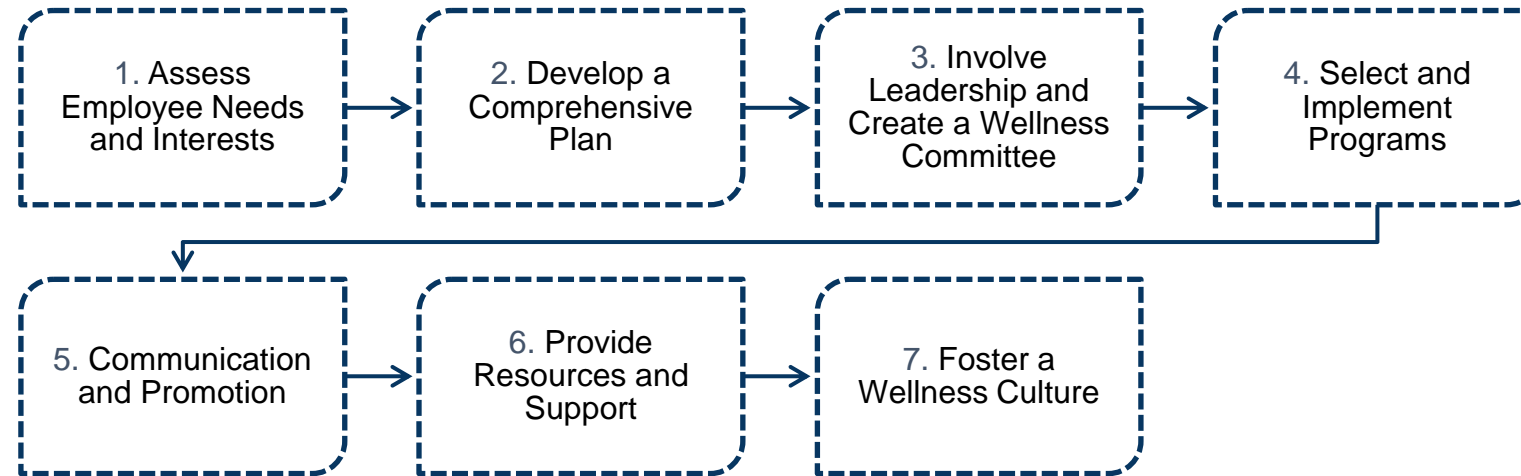 1. Assess
Employee Needs
and Interests
2. Develop a
Comprehensive
Plan
3. Involve
Leadership and
Create a Wellness
Committee
4. Select and
Implement
Programs
5. Communication
and Promotion
6. Provide
Resources and
Support
7. Foster a
Wellness Culture